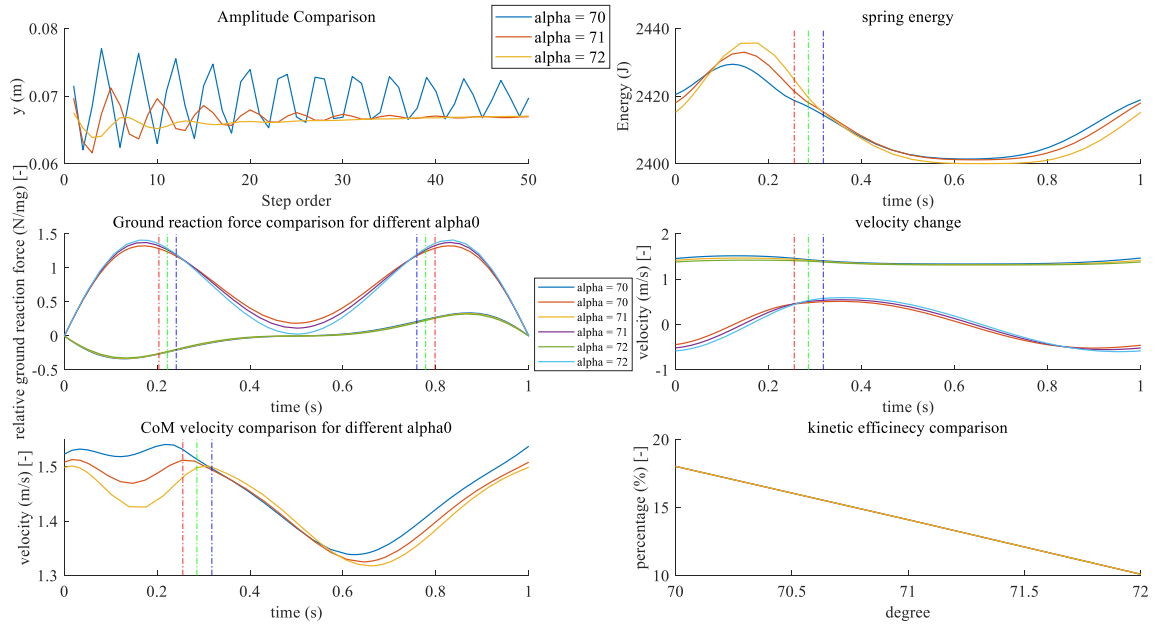 Amplitude Comparison
0.08
0.07
0.06
y (m)
0
10
20
30
40
50
Step order
alpha = 70
alpha = 71
alpha = 72
spring energy
2440
2420
2400
Energy (J)
0
0.2
0.4
0.6
0.8
1
time (s)
Ground reaction force comparison for different alpha0
1.5
1
0.5
0
-0.5
relative ground reaction force (N/mg) [-]
0
0.2
0.4
0.6
0.8
1
time (s)
alpha = 70
alpha = 70
alpha = 71
alpha = 71
alpha = 72
alpha = 72
velocity change
2
1
0
-1
velocity (m/s) [-]
0
0.2
0.4
0.6
0.8
1
time (s)
CoM velocity comparison for different alpha0
1.5
1.4
1.3
velocity (m/s) [-]
0
0.2
0.4
0.6
0.8
1
time (s)
kinetic efficinecy comparison
20
15
10
percentage (%) [-]
70
70.5
71
71.5
72
degree